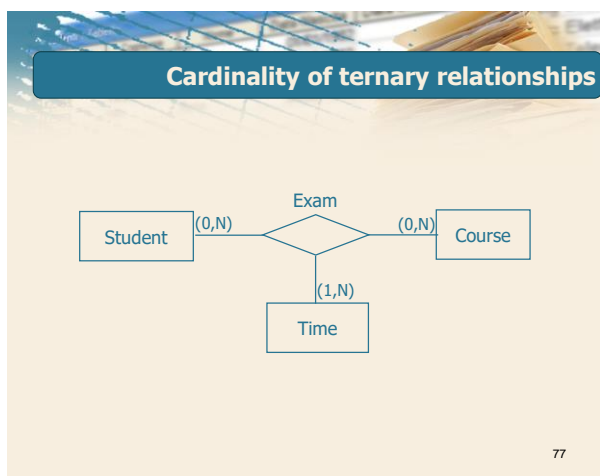 Cardinality of ternary relationships
Exam
Student
(0,N)
(0,N)
Course
(1,N)
Time
77